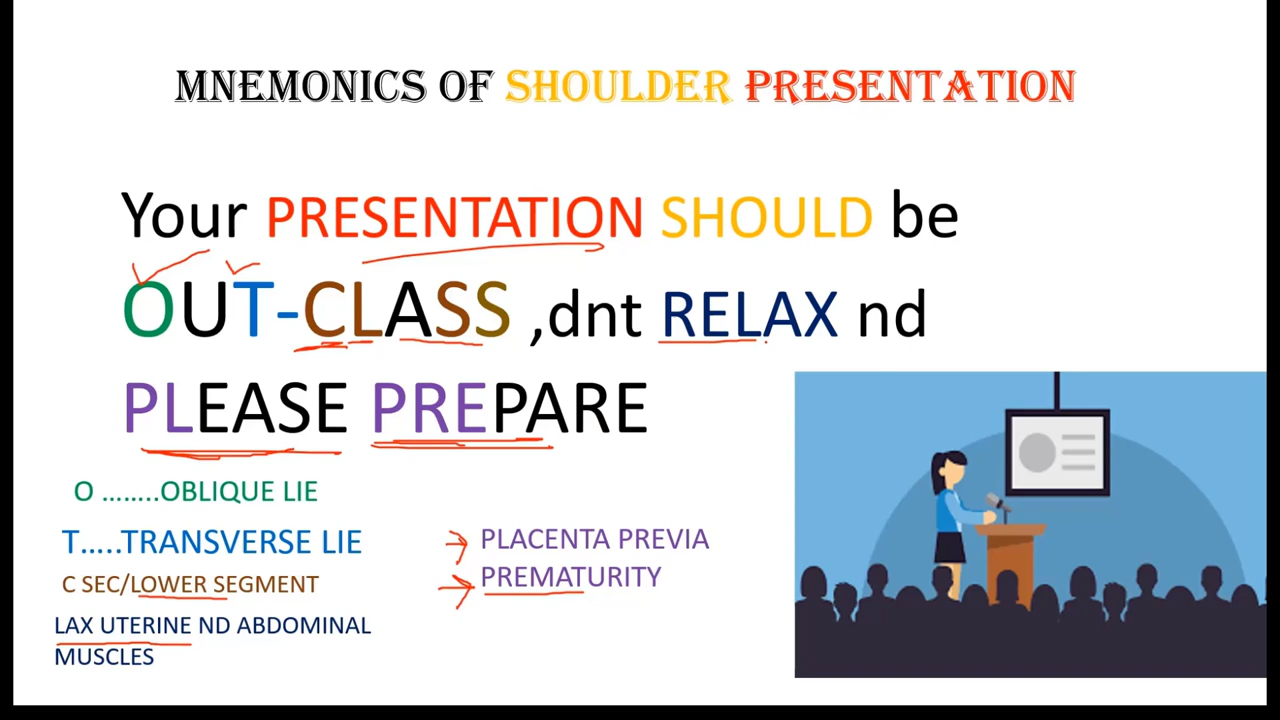 MNEMONICS OF SHOULDER PRESENTATION
Your PRESENTATION SHOULD be
OUT-CLASS ,dnt RELAX nd
PLEASE PREPARE
O ........OBLIQUE LIE
T.....TRANSVERSE LIE
C SEC/LOWER SEGMENT
LAX UTERINE ND ABDOMINAL
MUSCLES
PLACENTA PREVIA
PREMATURITY